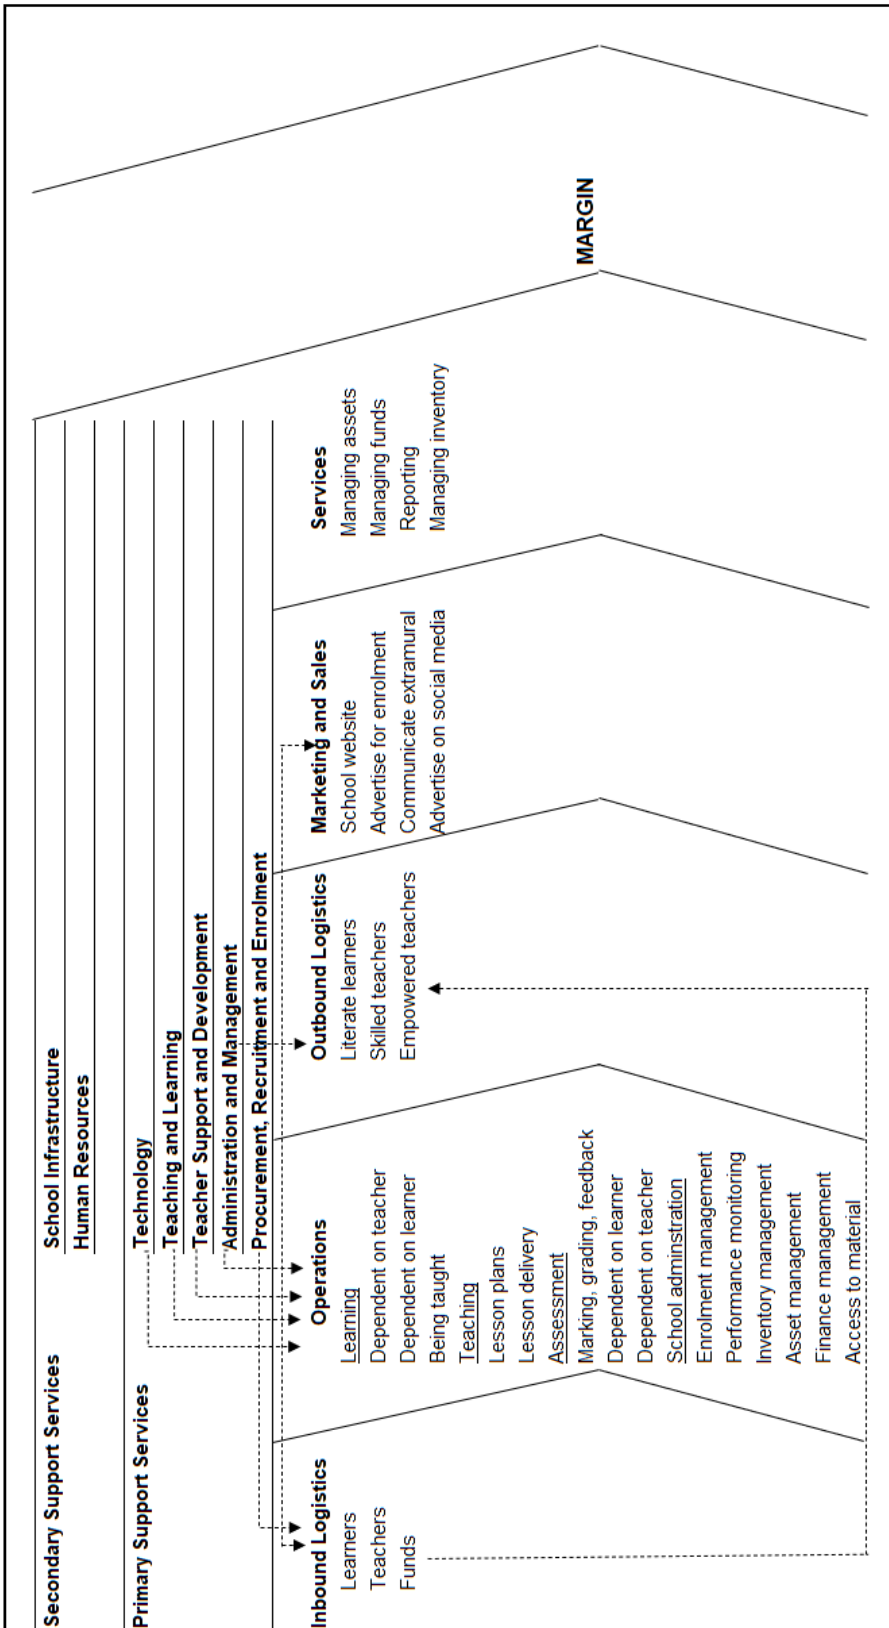 Secondary Support Services
School Infrastructure
Human Resources
Primary Support Services
Technology
Teaching and Learning
Teacher Support and Development
Administration and Management
Procurement, Recruitment and Enrolment
Inbound Logistics
Learners
Teachers
Funds
Operations
Learning
Dependent on teacher
Dependent on learner
Being taught
Teaching
Lesson plans
Lesson delivery
Assessment
Marking, grading, feedback
Dependent on learner
Dependent on teacher
School adminstration
Enrolment management
Performance monitoring
Inventory management
Asset management
Finance management
Access to material
Outbound Logistics
Literate learners
Skilled teachers
Empowered teachers
Marketing and Sales
School website
Advertise for enrolment
Communicate extramural
Advertise on social media
Services
Managing assets
Managing funds
Reporting
Managing inventory
MARGIN